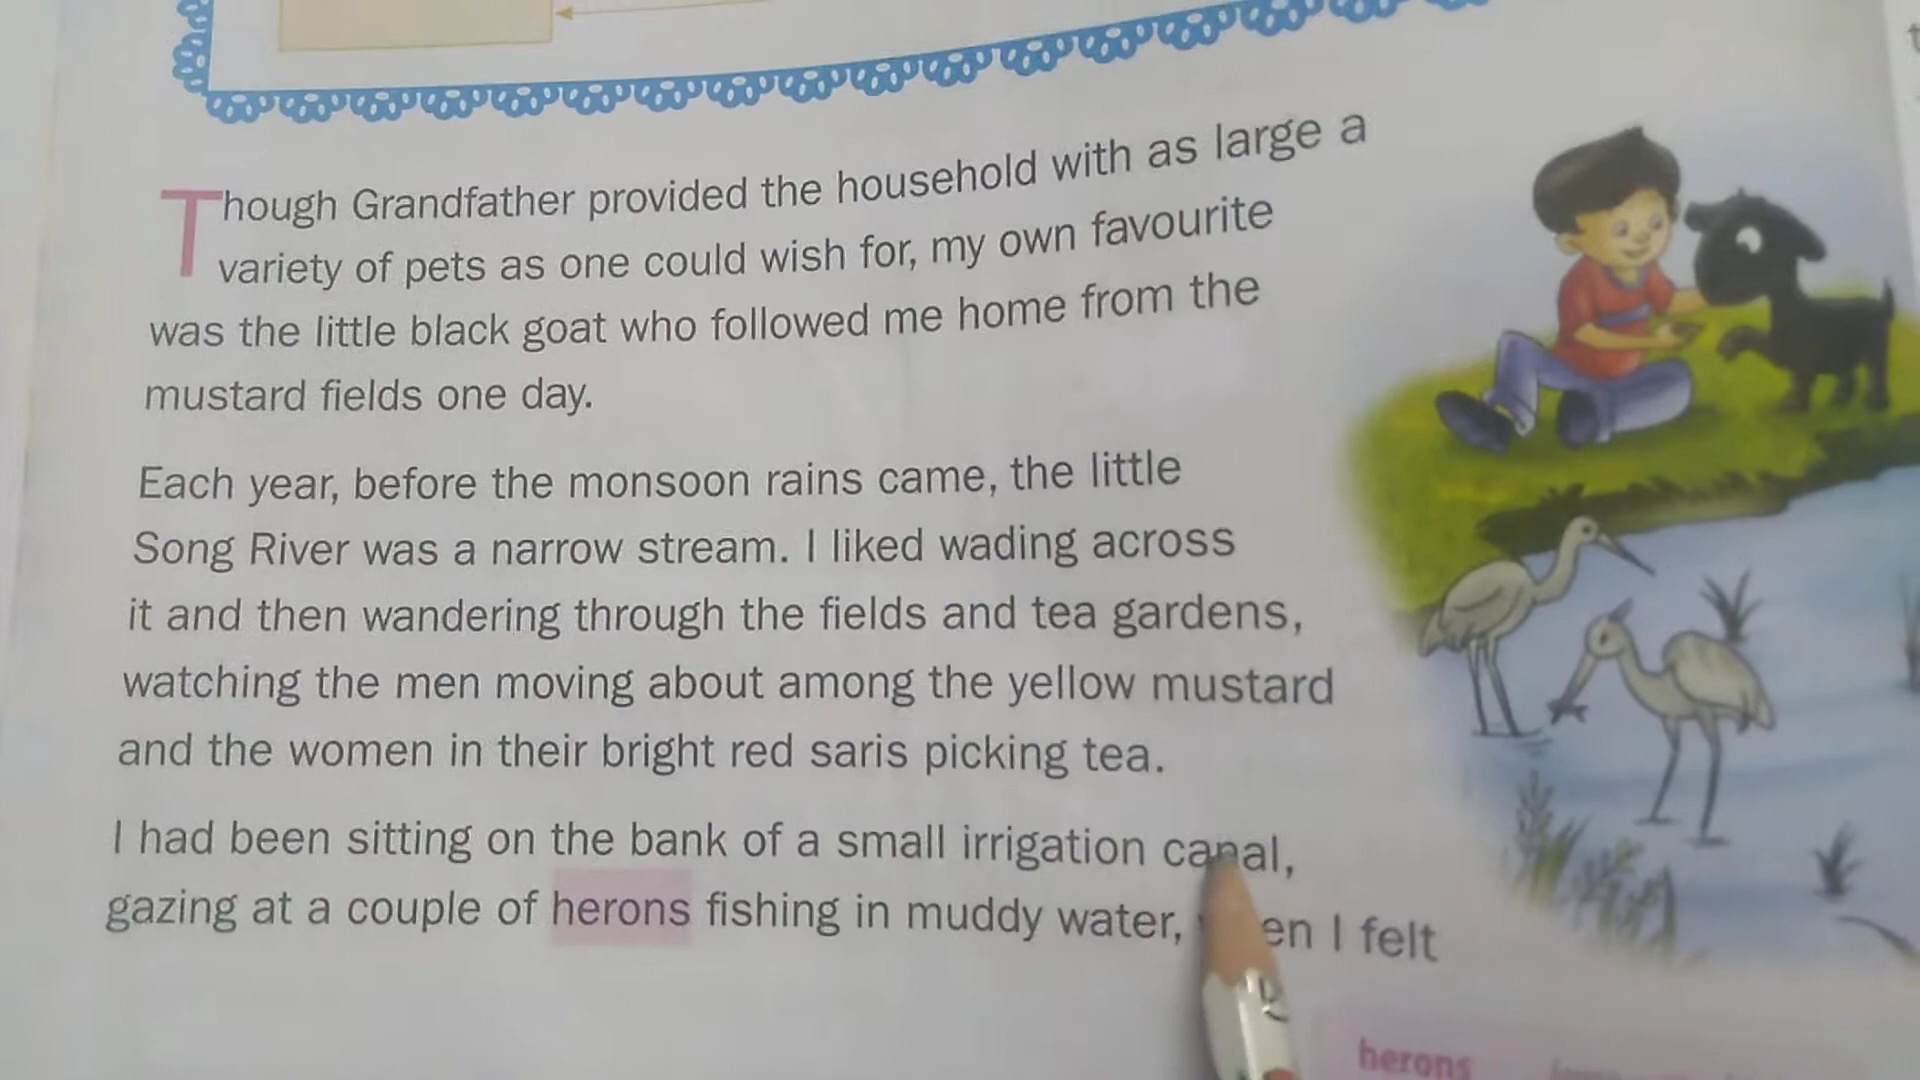 Though Grandfather provided the household with as large a
variety of pets as one could wish for, my own favourite
was the little black goat who followed me home from the
mustard fields one day.
Each year, before the monsoon rains came, the little
Song River was a narrow stream. I liked wading across
it and then wandering through the fields and tea gardens,
watching the men moving about among the yellow mustard
and the women in their bright red saris picking tea.
I had been sitting on the bank of a small irrigation canal,
gazing at a couple of herons fishing in muddy water, I felt
herons